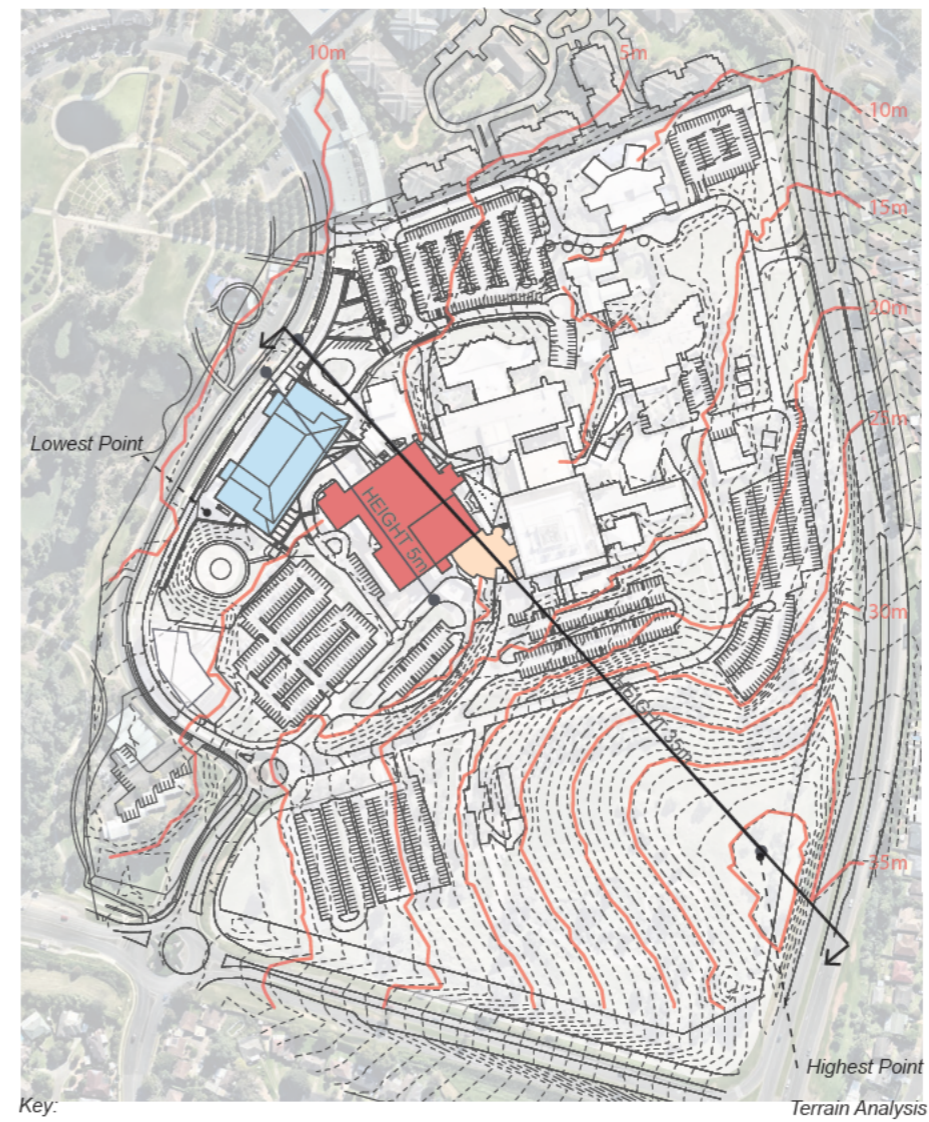 10m
5m
10m
15m
20m
25m
Lowest Point
HEIGHT 5m
30m
35m
Highest Point
Key:
Terrain Analysis